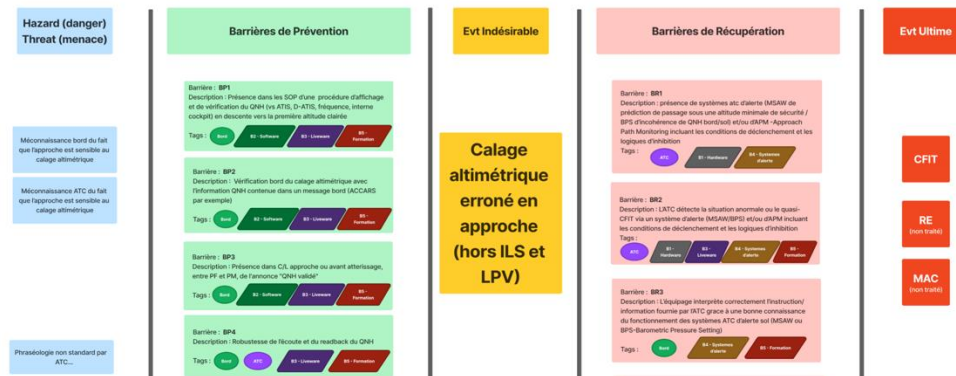 Hazard (danger)
Threat (menace)
Barrières de Prévention
Evt Indésirable
Barrières de Récupération
Evt Ultime
Méconnaissance bord du fait
que l'approche est sensible au
calage altimétrique
Méconnaissance ATC du fait
que l'approche est sensible au
calage altimétrique
Phraséologie non standard par
ATC...
Barrière : BP1
Description : Présence dans les SOP d'une procédure d'affichage
et de vérification du QNH (vs ATIS, D-ATIS, fréquence, interne
cockpit) en descente vers la première altitude clairée
Tags : Bord B2 - Software B3 - Liveware B5 -
Formation
Barrière : BP2
Description : Vérification bord du calage altimétrique avec
l'information QNH contenue dans un message bord (ACCARS
par exemple)
Tags : Bord B2 - Software B3 - Liveware B5 -
Formation
Barrière : BP3
Description : Présence dans C/L approche ou avant atterissage,
entre PF et PM, de l'annonce "QNH validé"
Tags : Bord B2 - Software B3 - Liveware B5 -
Formation
Barrière : BP4
Description : Robustesse de l'écoute et du readback du QNH
Tags : Bord ATC B3 - Liveware B5 - Formation
Calage
altimétrique
erroné en
approche
(hors ILS et
LPV)
Barrière : BR1
Description : présence de systèmes atc d'alerte (MSAW de
prédiction de passage sous une altitude minimale de sécurité /
BPS d'incohérence de QNH bord/sol) et/ou d'APM -Approach
Path Monitoring incluant les conditions de déclenchement et les
logiques d'inhibition
Tags : ATC B1 - Hardware B4 - Systèmes
d'alerte
Barrière : BR2
Description : L'ATC détecte la situation anormale ou le quasi-
CFIT via un système d'alerte (MSAW/BPS) et/ou d'APM incluant
les conditions de déclenchement et les logiques d'inhibition
Tags : ATC B1 -
Hardware B3 -
Liveware B4 - Systèmes
d'alerte B5 -
Formation
Barrière : BR3
Description : L'équipage interprète correctement l'instruction/
information fournie par l'ATC grace à une bonne connaissance
du fonctionnement des systèmes ATC d'alerte sol (MSAW ou
BPS-Barometric Pressure Setting)
Tags : Bord B4 - Systèmes
d'alerte B5 - Formation
CFIT
RE
(non traité)
MAC
(non traité)